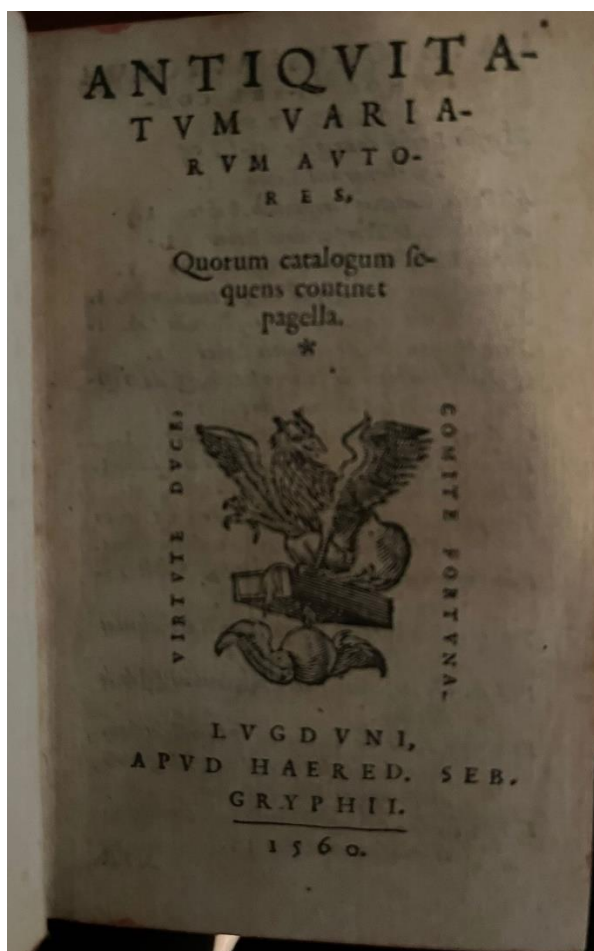 ANTIQVITA-
TVM VARIA-
RVM AVTO-
RES,
Quorum catalogum se-
quens continet
pagella.
*
VIRTVTE DVCE,
COMITE FORTVNA.
LVGDVNI,
APVD HAERED. SEB.
GRYPHII.
1560.